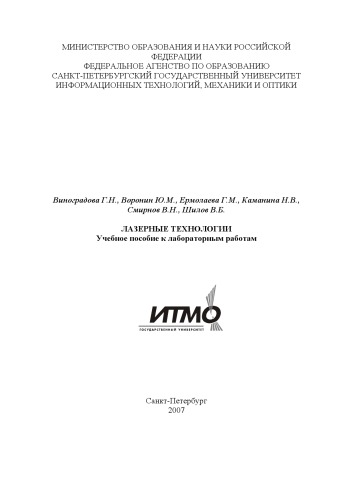 МИНИСТЕРСТВО ОБРАЗОВАНИЯ И НАУКИ РОССИЙСКОЙ
ФЕДЕРАЦИИ
ФЕДЕРАЛЬНОЕ АГЕНСТВО ПО ОБРАЗОВАНИЮ
САНКТ-ПЕТЕРБУРГСКИЙ ГОСУДАРСТВЕННЫЙ УНИВЕРСИТЕТ
ИНФОРМАЦИОННЫХ ТЕХНОЛОГИЙ, МЕХАНИКИ И ОПТИКИ
Виноградова Г.Н., Воронин Ю.М., Ермолаева Г.М., Каманина Н.В.,
Смирнов В.Н., Шилов В.Б.
ЛАЗЕРНЫЕ ТЕХНОЛОГИИ
Учебное пособие к лабораторным работам
ИТМО
ГОСУДАРСТВЕННЫЙ УНИВЕРСИТЕТ
Санкт-Петербург
2007